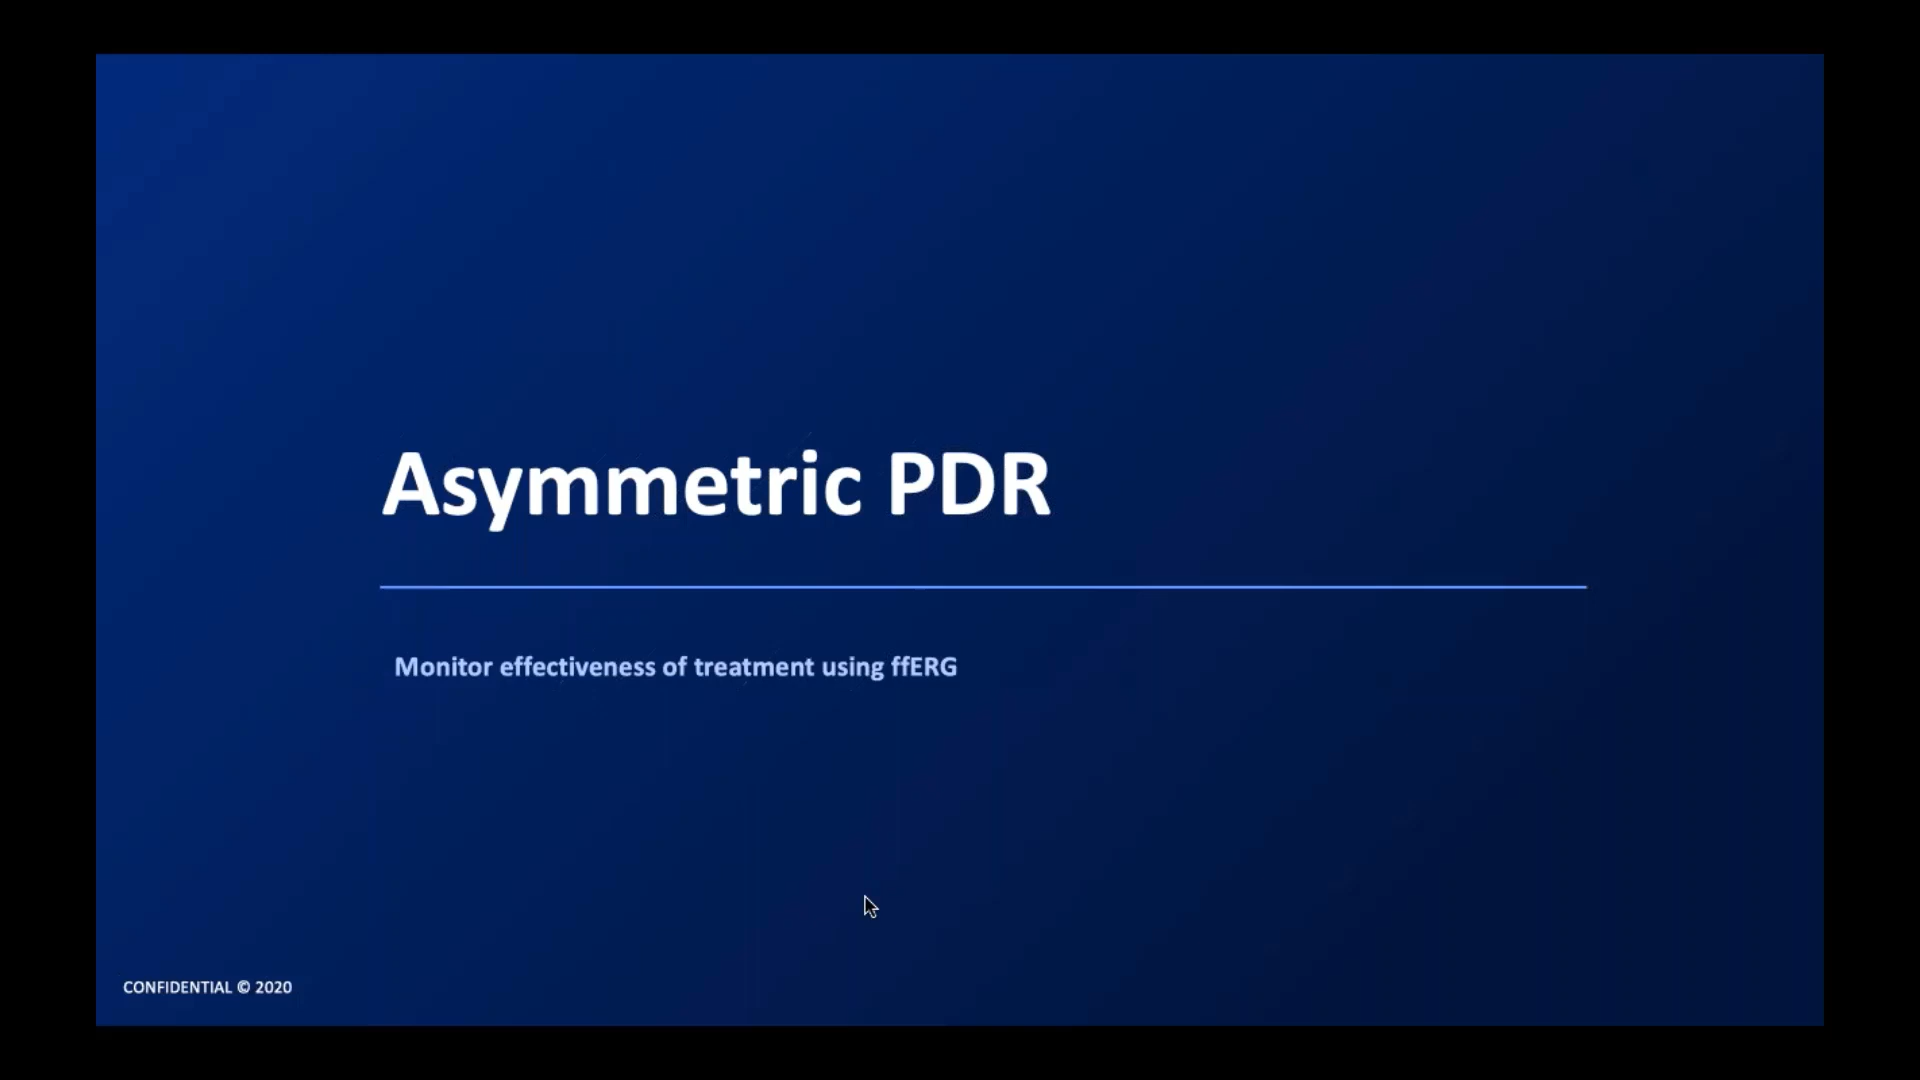 Asymmetric PDR
Monitor effectiveness of treatment using ffERG
CONFIDENTIAL © 2020